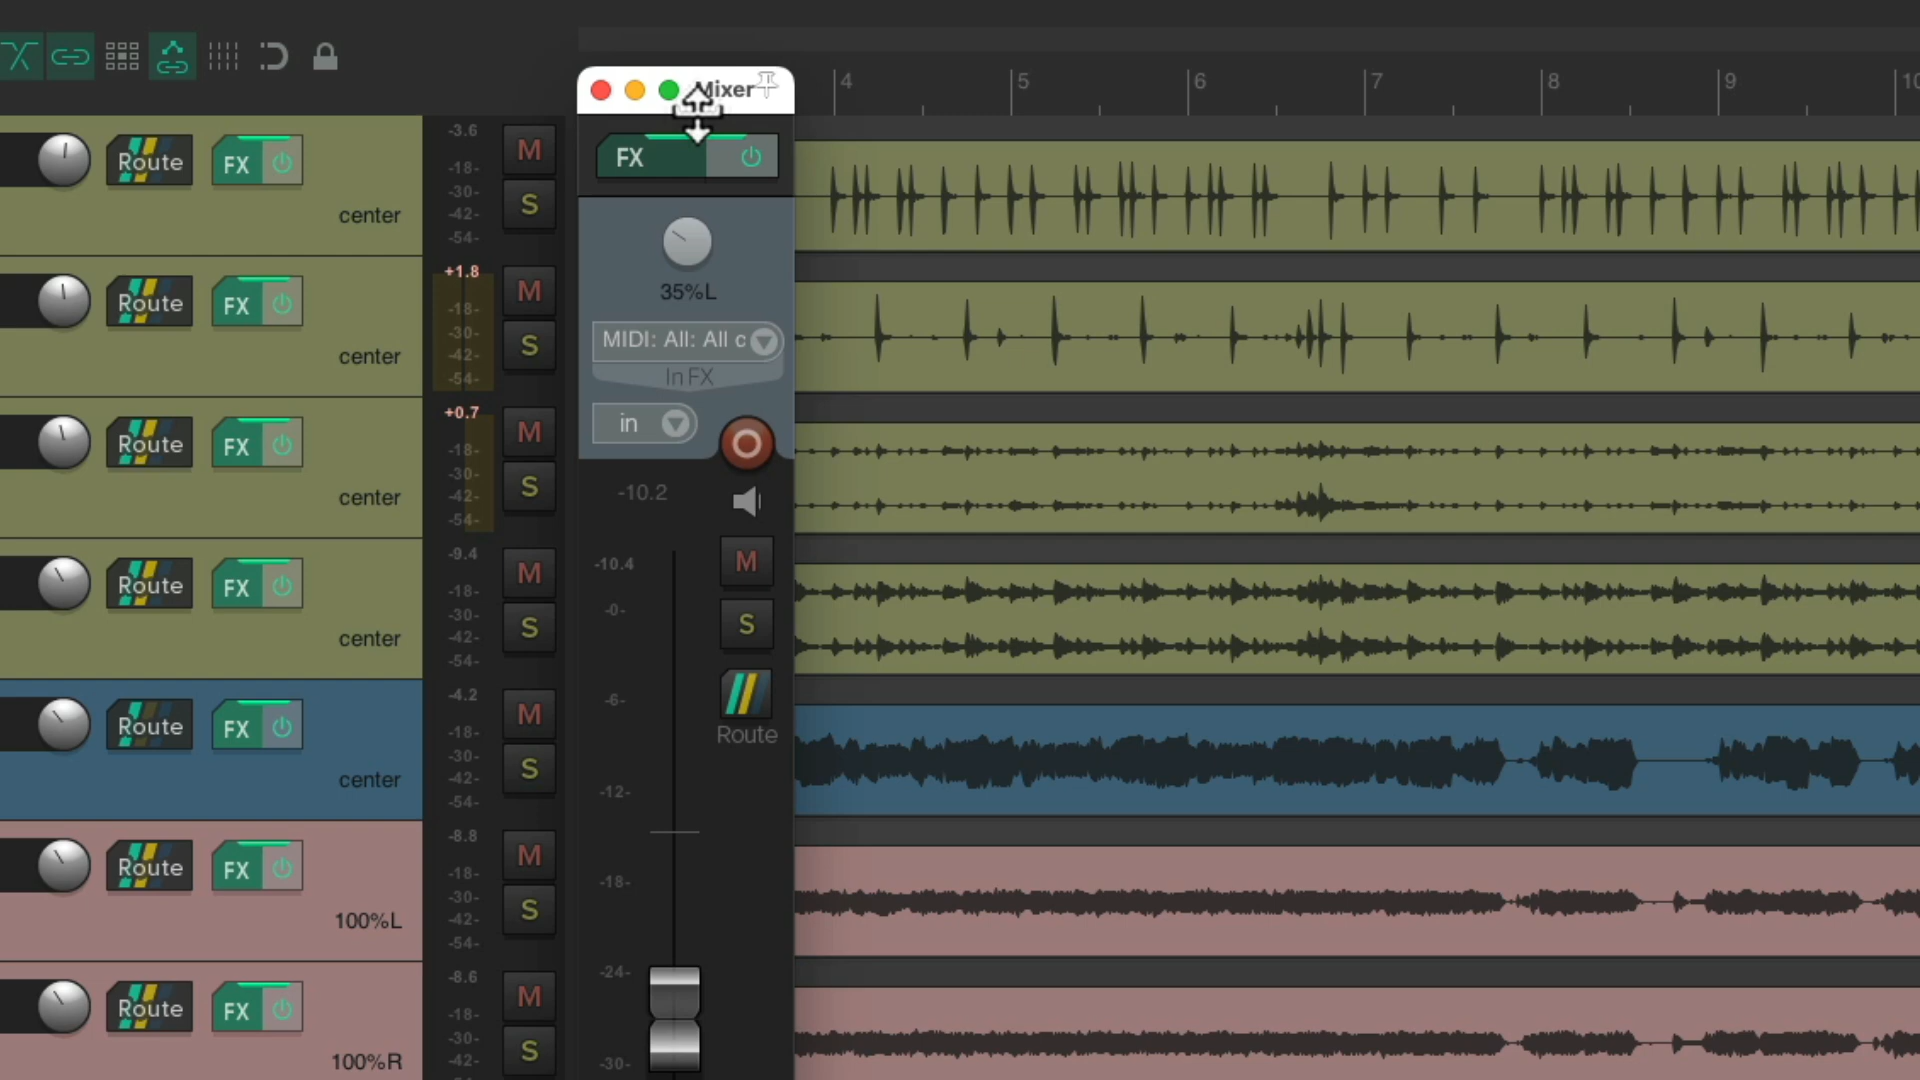 Mixer
4 5 6 7 8 9 10
Route FX
center
-3.6
-18-
-30-
-42-
-54-
M
S
Route FX
center
+1.8
-18-
-30-
-42-
-54-
M
S
Route FX
center
+0.7
-18-
-30-
-42-
-54-
M
S
Route FX
center
-9.4
-18-
-30-
-42-
-54-
M
S
Route FX
center
-4.2
-18-
-30-
-42-
-54-
M
S
Route FX
100%L
-8.8
-18-
-30-
-42-
-54-
M
S
Route FX
100%R
-8.6
-18-
-30-
-42-
M
S
FX
35%L
MIDI: All: All c
In FX
in
-10.2
-10.4
M
-0-
S
-6-
Route
-12-
-18-
-24-
-30-